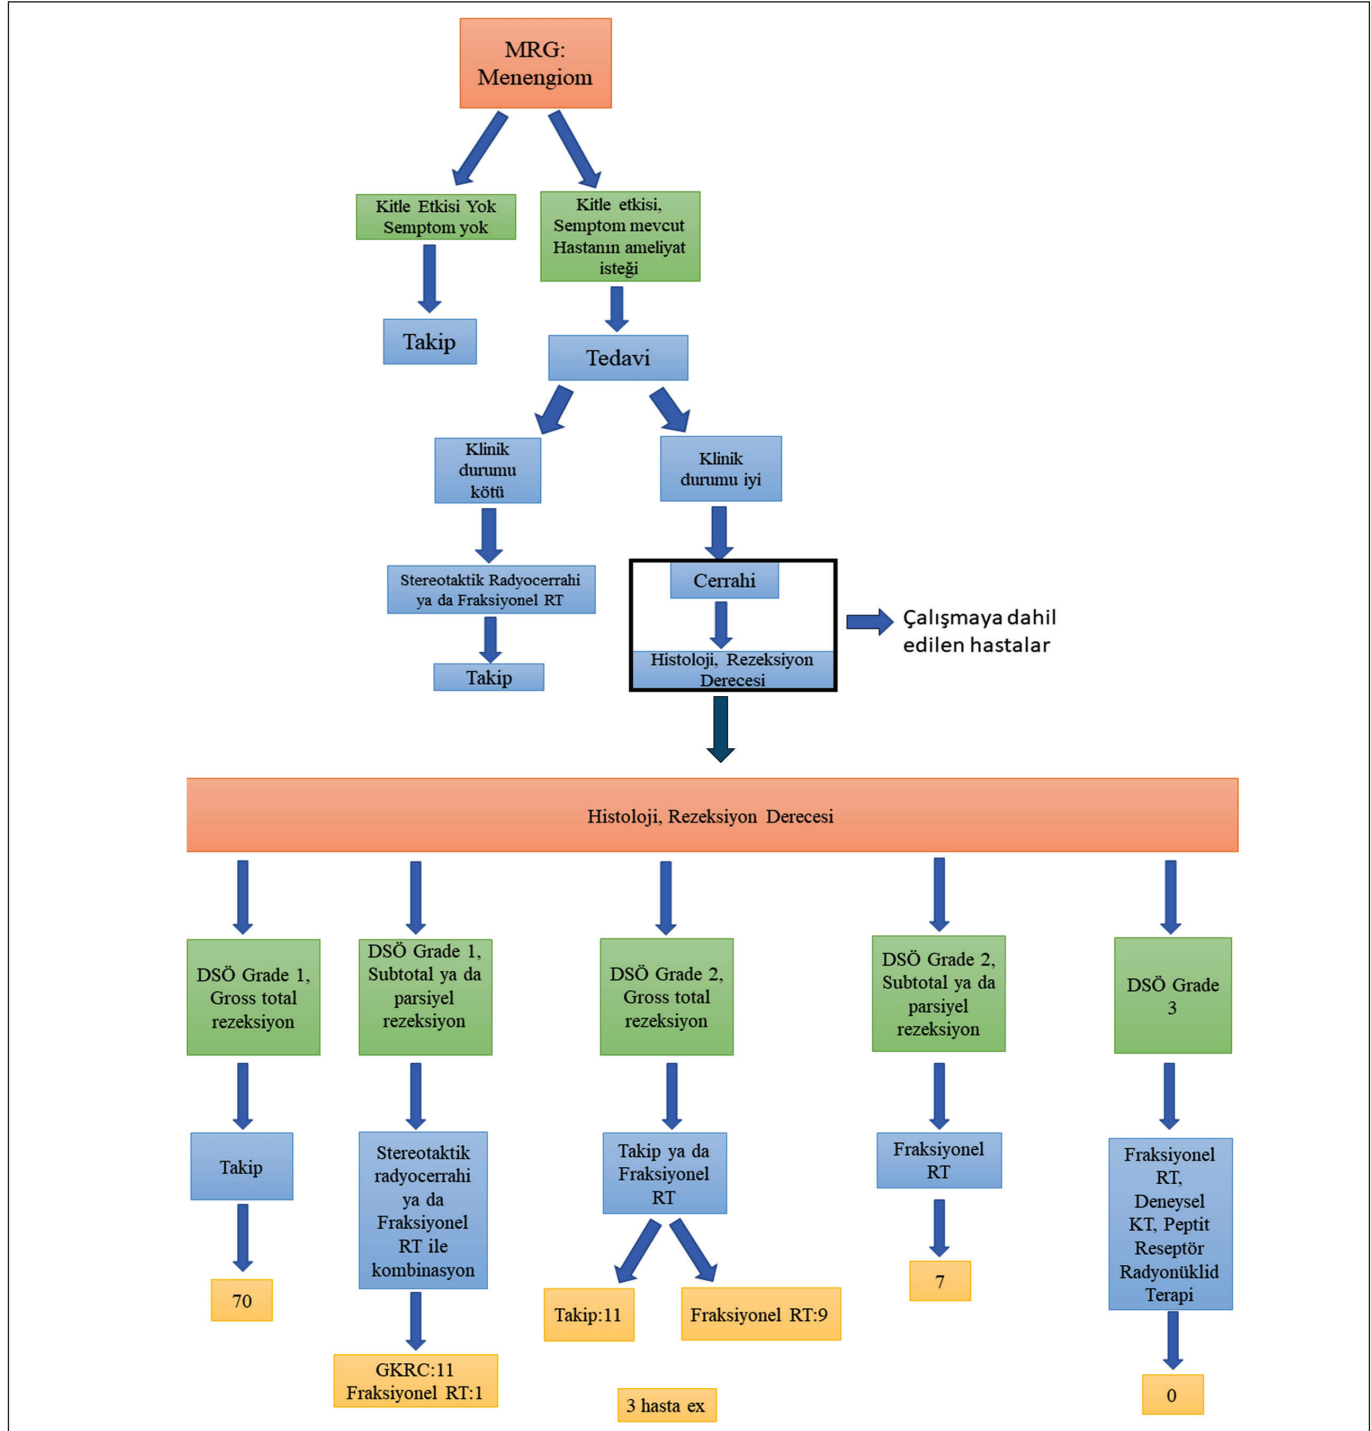 MRG:
Menengiom
Kitle Etkisi Yok
Semptom yok
Kitle etkisi,
Semptom mevcut
Hastanın ameliyat
isteği
Takip
Tedavi
Klinik
durumu
kötü
Klinik
durumu iyi
Stereotaktik Radyocerrahi
ya da Fraksiyonel RT
Takip
Cerrahi
Histoloji, Rezeksiyon
Derecesi
Çalışmaya dahil
edilen hastalar
Histoloji, Rezeksiyon Derecesi
DSÖ Grade 1,
Gross total
rezeksiyon
DSÖ Grade 1,
Subtotal ya da
parsiyel
rezeksiyon
DSÖ Grade 2,
Gross total
rezeksiyon
DSÖ Grade 2,
Subtotal ya da
parsiyel
rezeksiyon
DSÖ Grade
3
Takip
Stereotaktik
radyocerrahi
ya da
Fraksiyonel
RT ile
kombinasyon
Takip ya da
Fraksiyonel
RT
Fraksiyonel
RT
Fraksiyonel
RT,
Deneysel
KT, Peptit
Reseptör
Radyonüklid
Terapi
70
GKRC:11
Fraksiyonel RT:1
Takip:11
Fraksiyonel RT:9
7
0
3 hasta ex